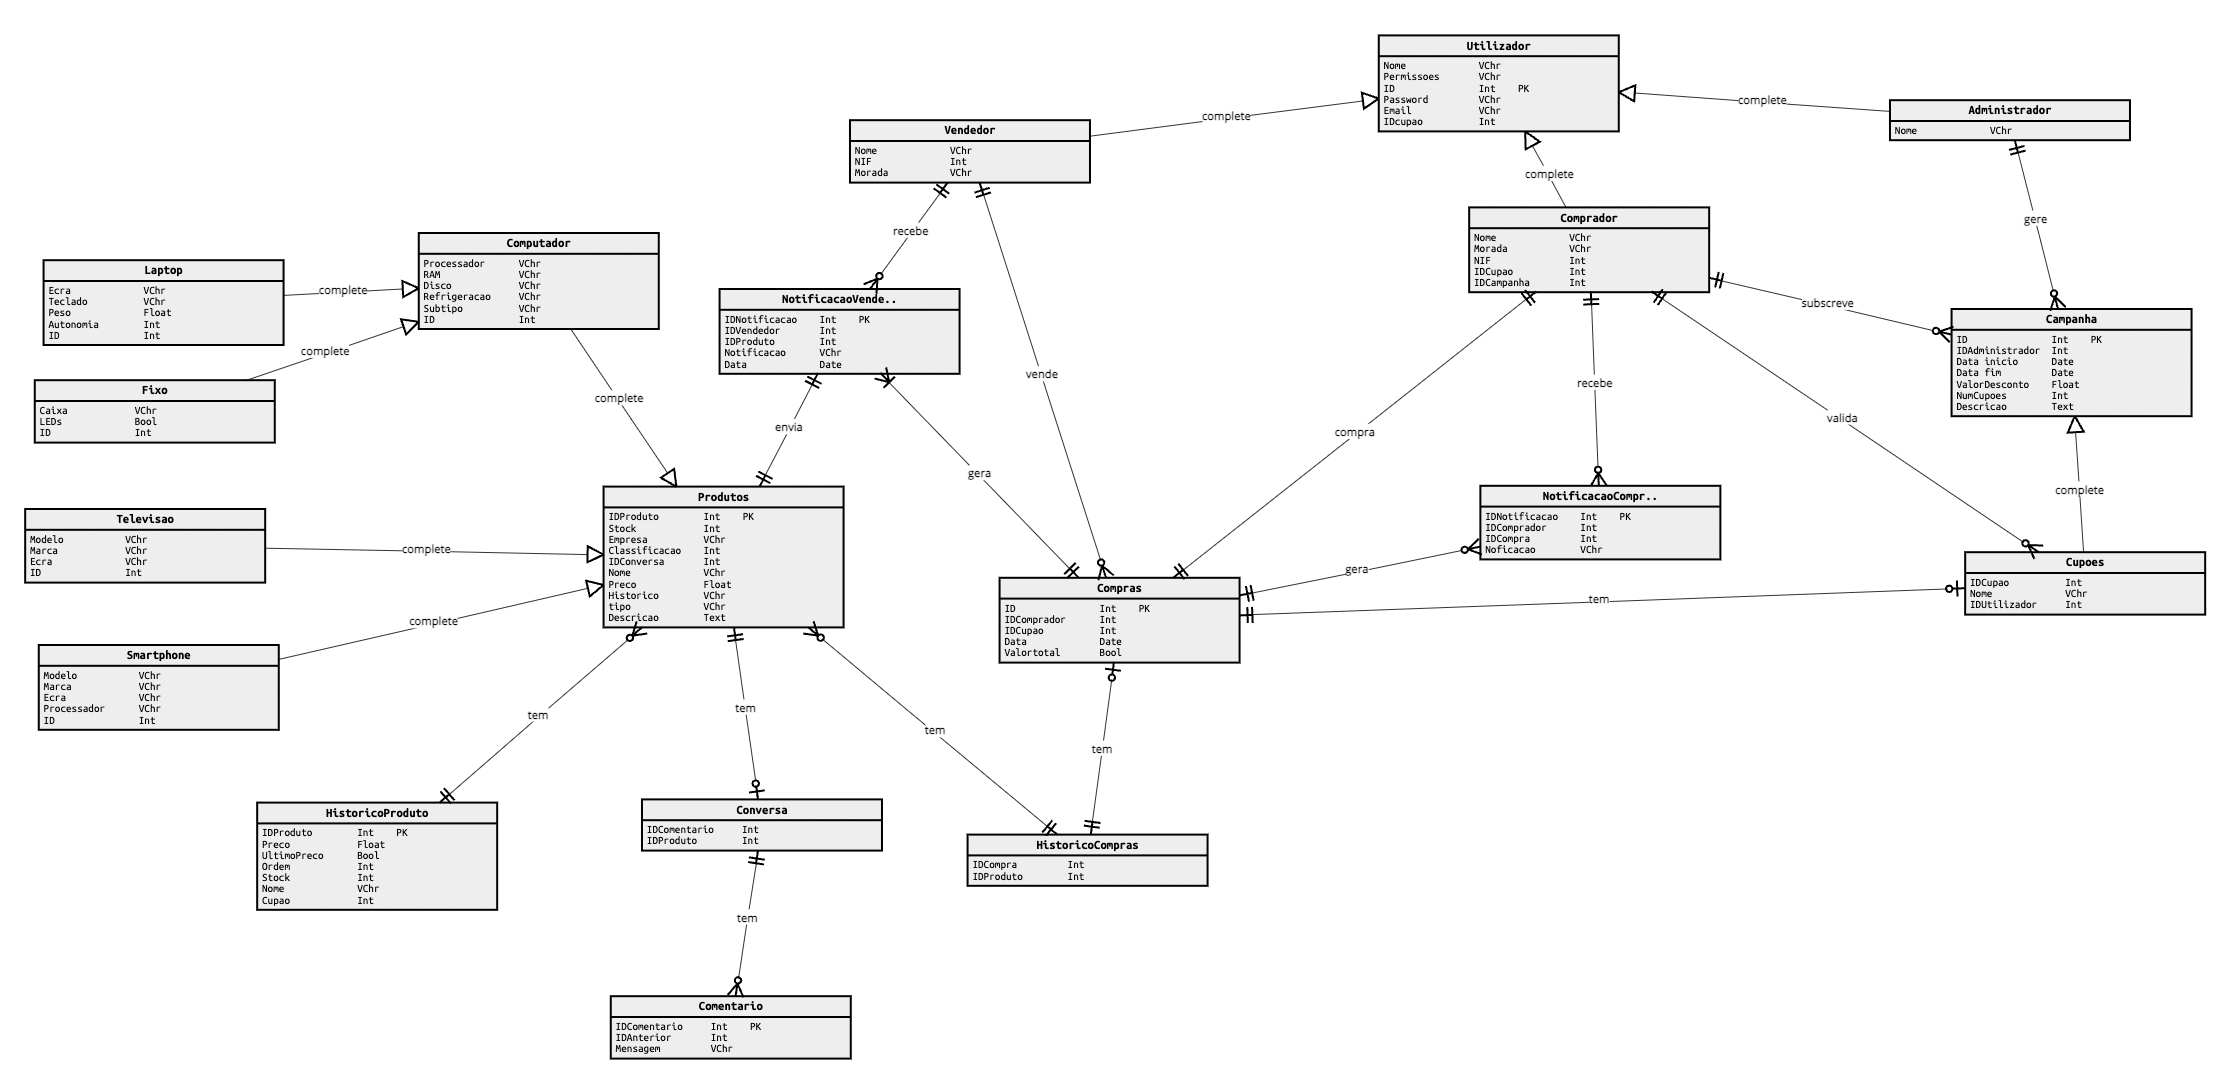 Utilizador
Nome VChr
Permissoes VChr
ID Int PK
Password VChr
Email VChr
IDcupao Int
complete
complete
complete
Administrador
Nome VChr
Vendedor
Nome VChr
NIF Int
Morada VChr
Comprador
Nome VChr
Morada VChr
NIF Int
IDCupao Int
IDCampanha Int
gere
recebe
Computador
Processador VChr
RAM VChr
Disco VChr
Refrigeracao VChr
Subtipo VChr
ID Int
Laptop
Ecra VChr
Teclado VChr
Peso Float
Autonomia Int
ID Int
complete
complete
NotificacaoVende..
IDNotificacao Int PK
IDVendedor Int
IDProduto Int
Notificacao VChr
Data Date
subscreve
Campanha
ID Int PK
IDAdministrador Int
Data inicio Date
Data fim Date
ValorDesconto Float
NumCupoes Int
Descricao Text
Fixo
Caixa VChr
LEDs Bool
ID Int
complete
vende
recebe
envia
compra
valida
gera
complete
Produtos
IDProduto Int PK
Stock Int
Empresa VChr
Classificacao Int
IDConversa Int
Nome VChr
Preco Float
Historico VChr
tipo VChr
Descricao Text
NotificacaoCompr..
IDNotificacao Int PK
IDComprador Int
IDCompra Int
Noficacao VChr
Televisao
Modelo VChr
Marca VChr
Ecra VChr
ID Int
complete
complete
gera
tem
Cupoes
IDCupao Int
Nome VChr
IDUtilizador Int
Compras
ID Int PK
IDComprador Int
IDCupao Int
Data Date
Valortotal Bool
Smartphone
Modelo VChr
Marca VChr
Ecra VChr
Processador VChr
ID Int
tem
tem
tem
tem
HistoricoProduto
IDProduto Int PK
Preco Float
UltimoPreco Bool
Ordem Int
Stock Int
Nome VChr
Cupao Int
Conversa
IDComentario Int
IDProduto Int
HistoricoCompras
IDCompra Int
IDProduto Int
tem
Comentario
IDComentario Int PK
IDAnterior Int
Mensagem VChr